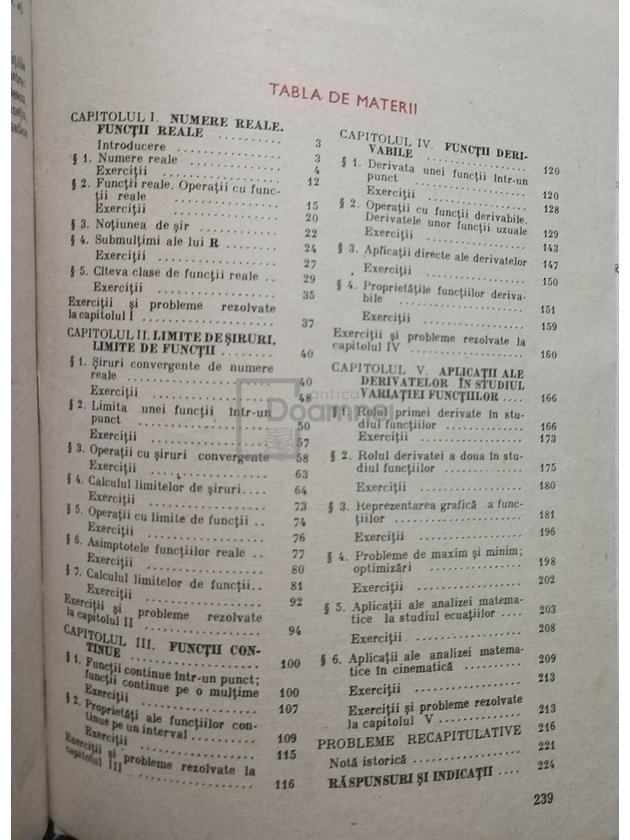 TABLA DE MATERII
CAPITOLUL I. NUMERE REALE.
FUNCȚII REALE ..........
Introducere .............. 3
§ 1. Numere reale ............ 3
Exerciții .............. 4
§ 2. Funcții reale. Operații cu func- 12
ții reale ............
Exerciții .............. 15
§ 3. Noțiunea de șir .......... 20
§ 4. Submulțimi ale lui R ...... 22
Exerciții .............. 24
§ 5. Cîteva clase de funcții reale .. 27
Exerciții .............. 29
Exerciții și probleme rezolvate 35
la capitolul I .............. 37
CAPITOLUL II. LIMITE DE ȘIRURI.
LIMITE DE FUNCȚII ........ 40
§ 1. Șiruri convergente de numere
reale ................ 40
Exerciții .............. 48
§ 2. Limita unei funcții într-un
punct ................ 50
Exerciții .............. 57
§ 3. Operații cu șiruri convergente 58
Exerciții .............. 63
§ 4. Calculul limitelor de șiruri.... 64
Exerciții .............. 73
§ 5. Operații cu limite de funcții .. 74
Exerciții .............. 76
§ 6. Asimptotele funcțiilor reale .. 77
Exerciții .............. 80
§ 7. Calculul limitelor de funcții.. 81
Exerciții .............. 92
Exerciții și probleme rezolvate
la capitolul II .............. 94
CAPITOLUL III. FUNCȚII CON-
TINUE ................ 100
§ 1. Funcții continue într-un punct;
funcții continue pe o mulțime 100
Exerciții .............. 107
§ 2. Proprietăți ale funcțiilor con-
tinue pe un interval ........ 109
Exerciții .............. 115
Exerciții și probleme rezolvate la
capitolul III .............. 116
CAPITOLUL IV. FUNCȚII DERI-
VABILE .............. 120
§ 1. Derivata unei funcții într-un
punct ................ 120
Exerciții .............. 128
§ 2. Operații cu funcții derivabile.
Derivatele unor funcții uzuale 129
Exerciții .............. 143
§ 3. Aplicații directe ale derivatelor 147
Exerciții .............. 150
§ 4. Proprietățile funcțiilor deriva-
bile ................ 151
Exerciții .............. 159
Exerciții și probleme rezolvate la
capitolul IV .............. 160
CAPITOLUL V. APLICAȚII ALE
DERIVATELOR ÎN STUDIUL
VARIAȚIEI FUNCȚIILOR ...... 166
§ 1. Rolul primei derivate în stu-
diul funcțiilor .......... 166
Exerciții .............. 173
§ 2. Rolul derivatei a doua în stu-
diul funcțiilor .......... 175
Exerciții .............. 180
§ 3. Reprezentarea grafică a func-
țiilor ................ 181
Exerciții .............. 196
§ 4. Probleme de maxim și minim;
optimizări ............ 198
Exerciții .............. 202
§ 5. Aplicații ale analizei matema-
tice la studiul ecuațiilor .... 203
Exerciții .............. 208
§ 6. Aplicații ale analizei matema-
tice în cinematică ........ 209
Exerciții .............. 213
Exerciții și probleme rezolvate
la capitolul V .......... 213
PROBLEME RECAPITULATIVE 216
Notă istorică .............. 221
RĂSPUNSURI ȘI INDICAȚII .... 224
239